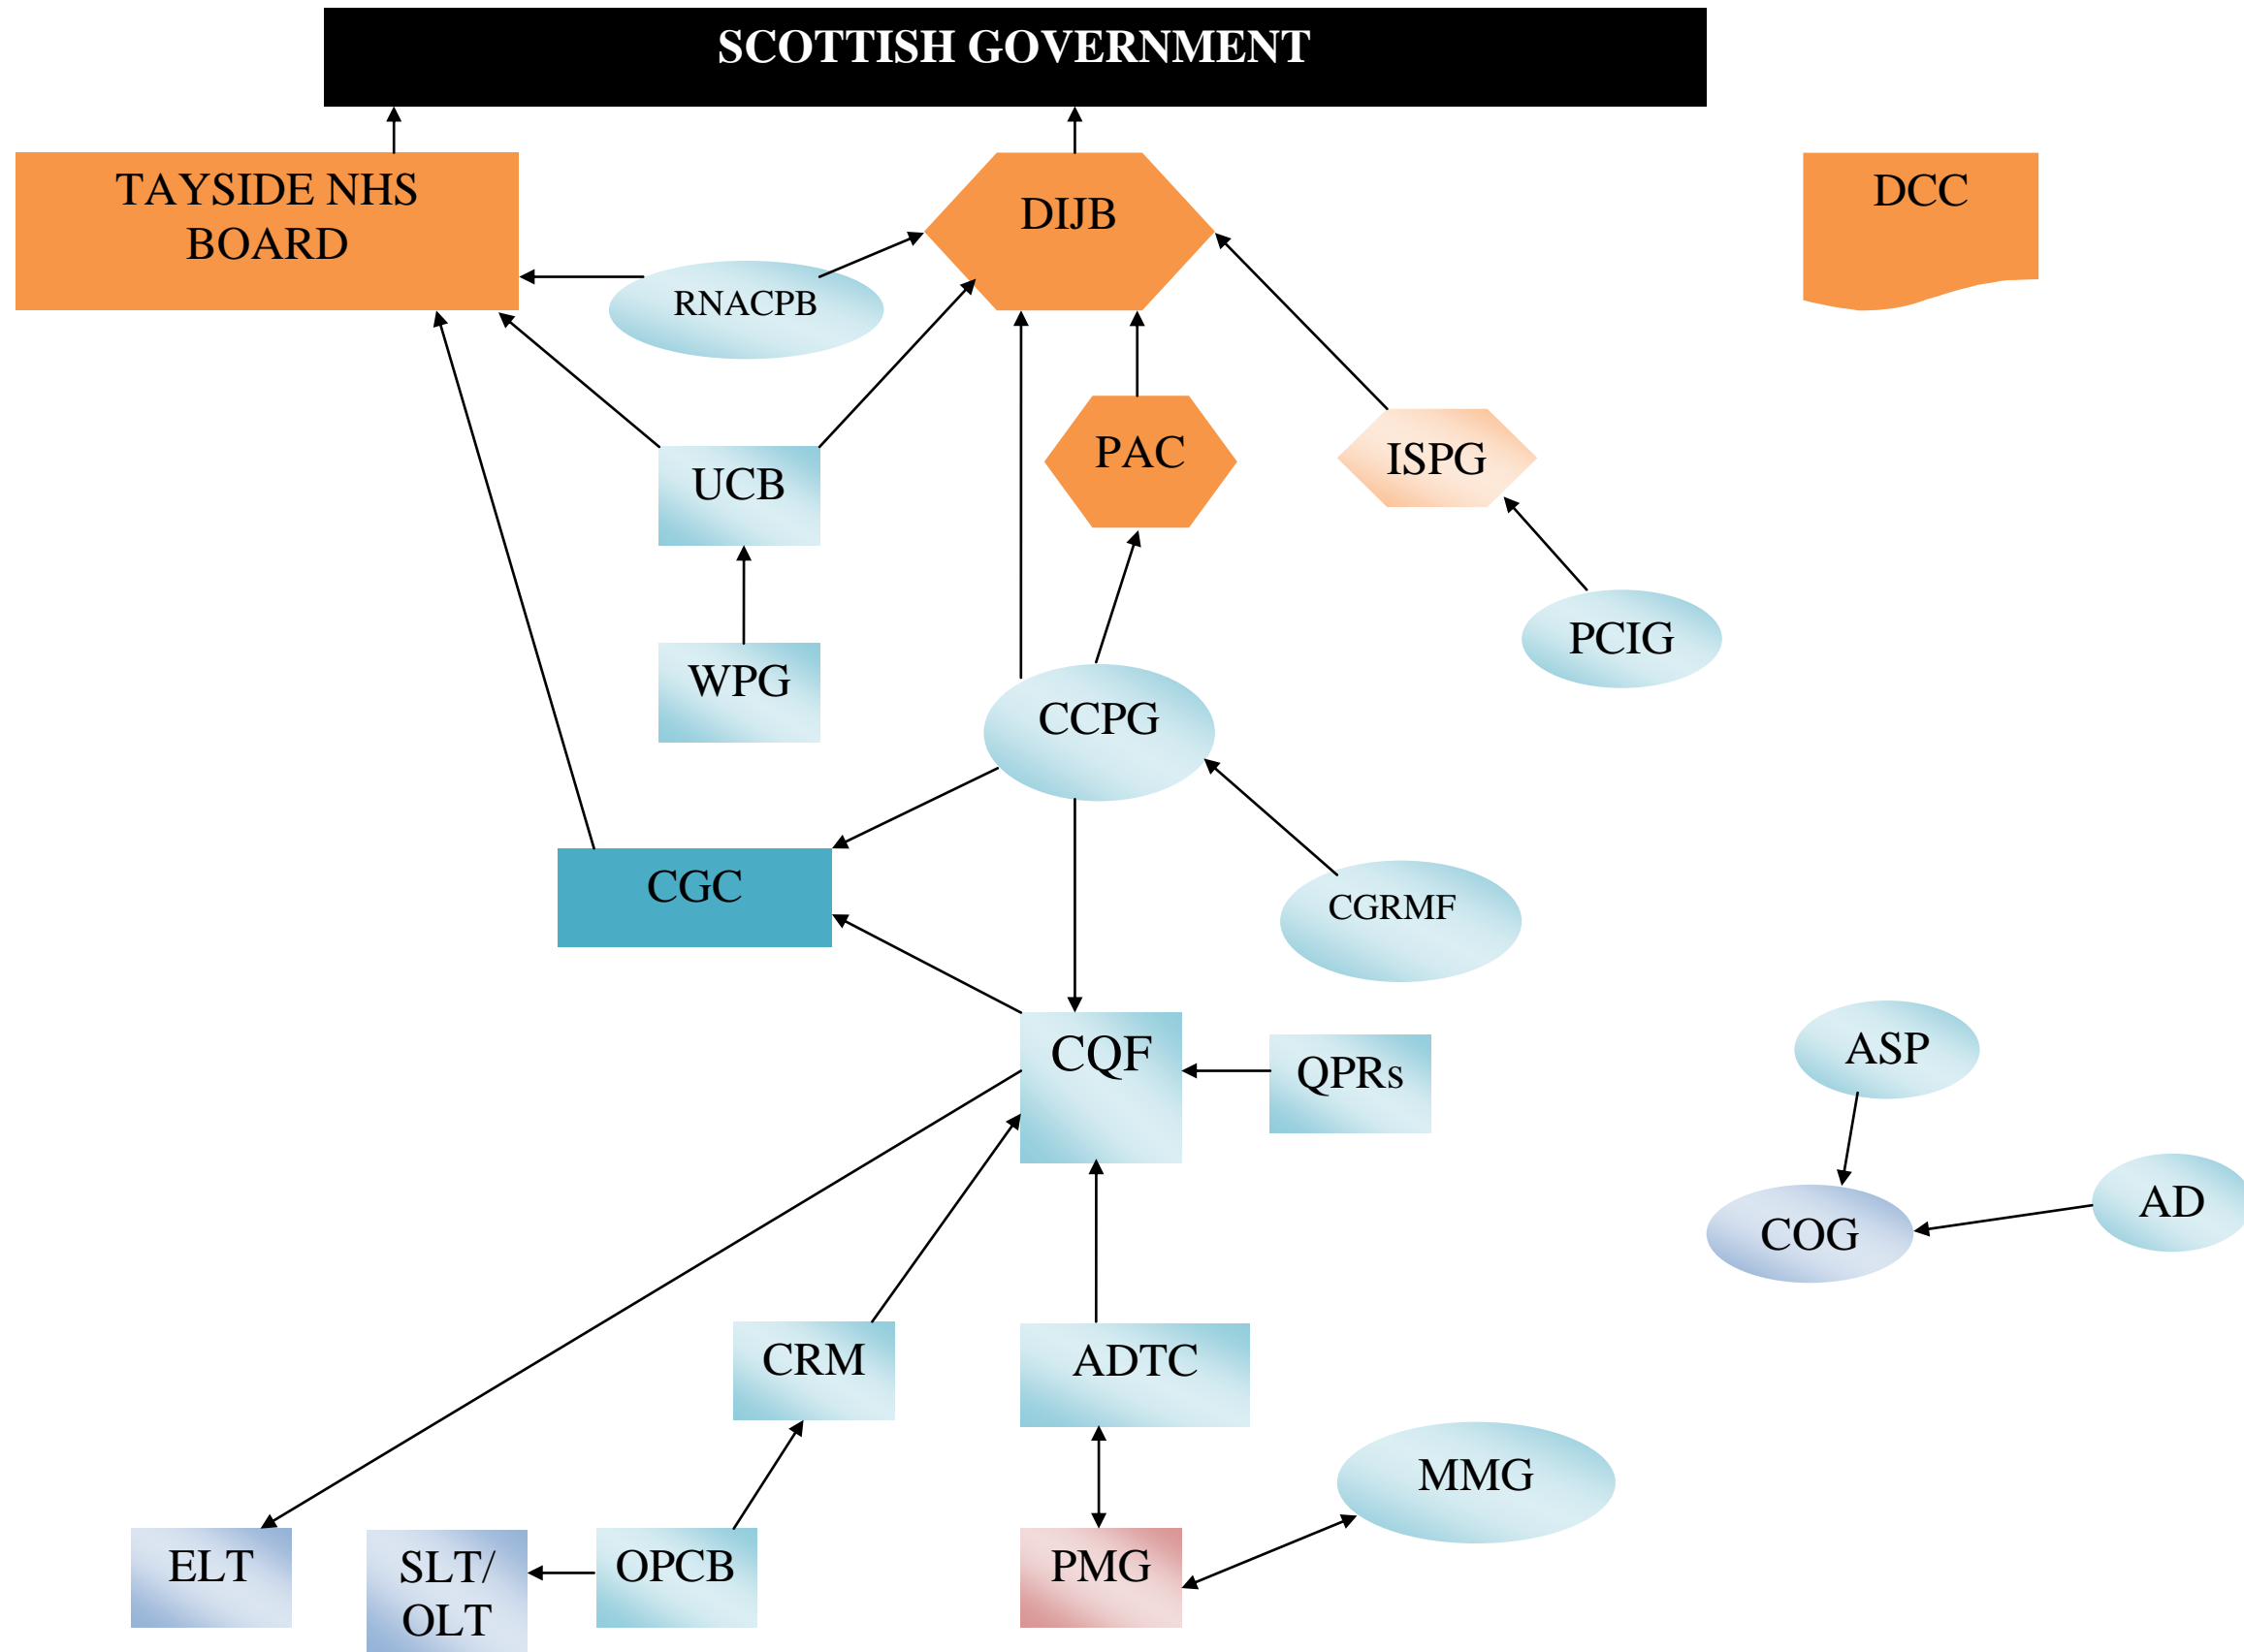 SCOTTISH GOVERNMENT
TAYSIDE NHS
BOARD
DIJB
DCC
RNACPB
PAC
ISPG
UCB
PCIG
WPG
CCPG
CGC
CGRMF
CQF
QPRs
ASP
AD
COG
CRM
ADTC
MMG
ELT
SLT/
OLT
OPCB
PMG